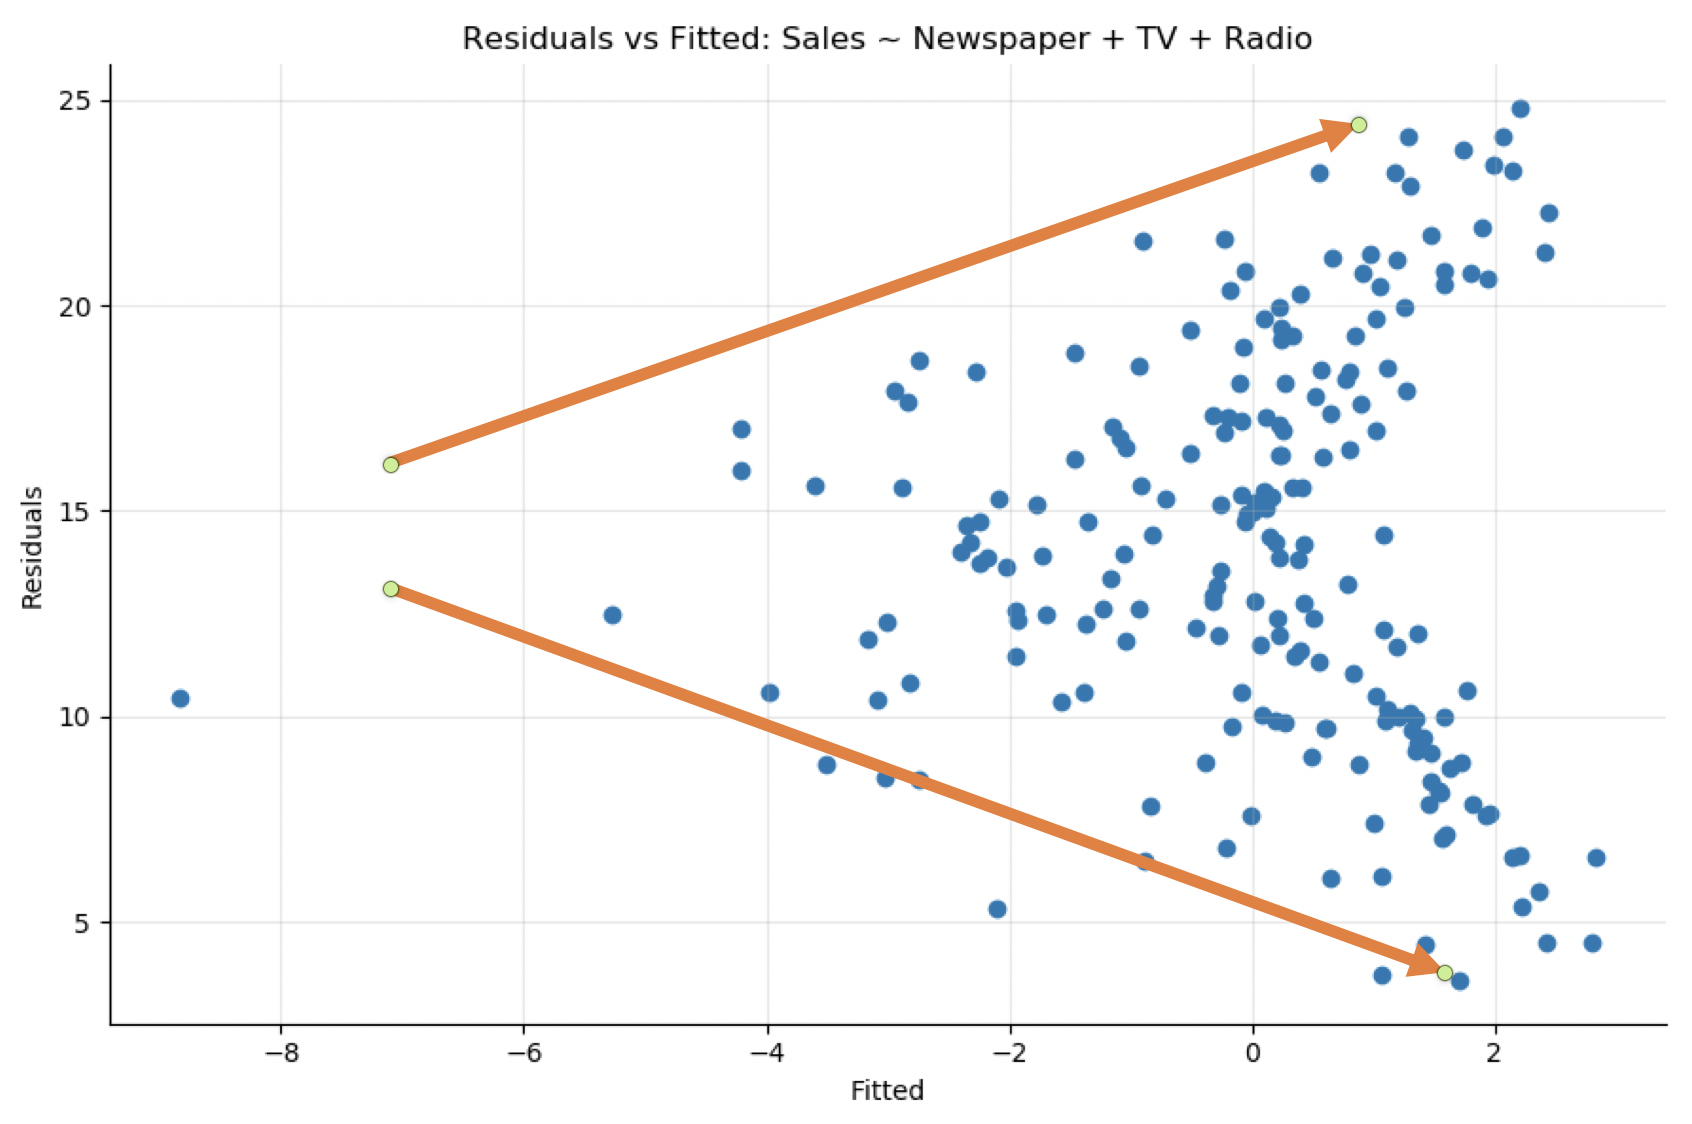 Residuals vs Fitted: Sales ~ Newspaper + TV + Radio
25
20
15
10
5
Residuals
−8 −6 −4 −2 0 2
Fitted